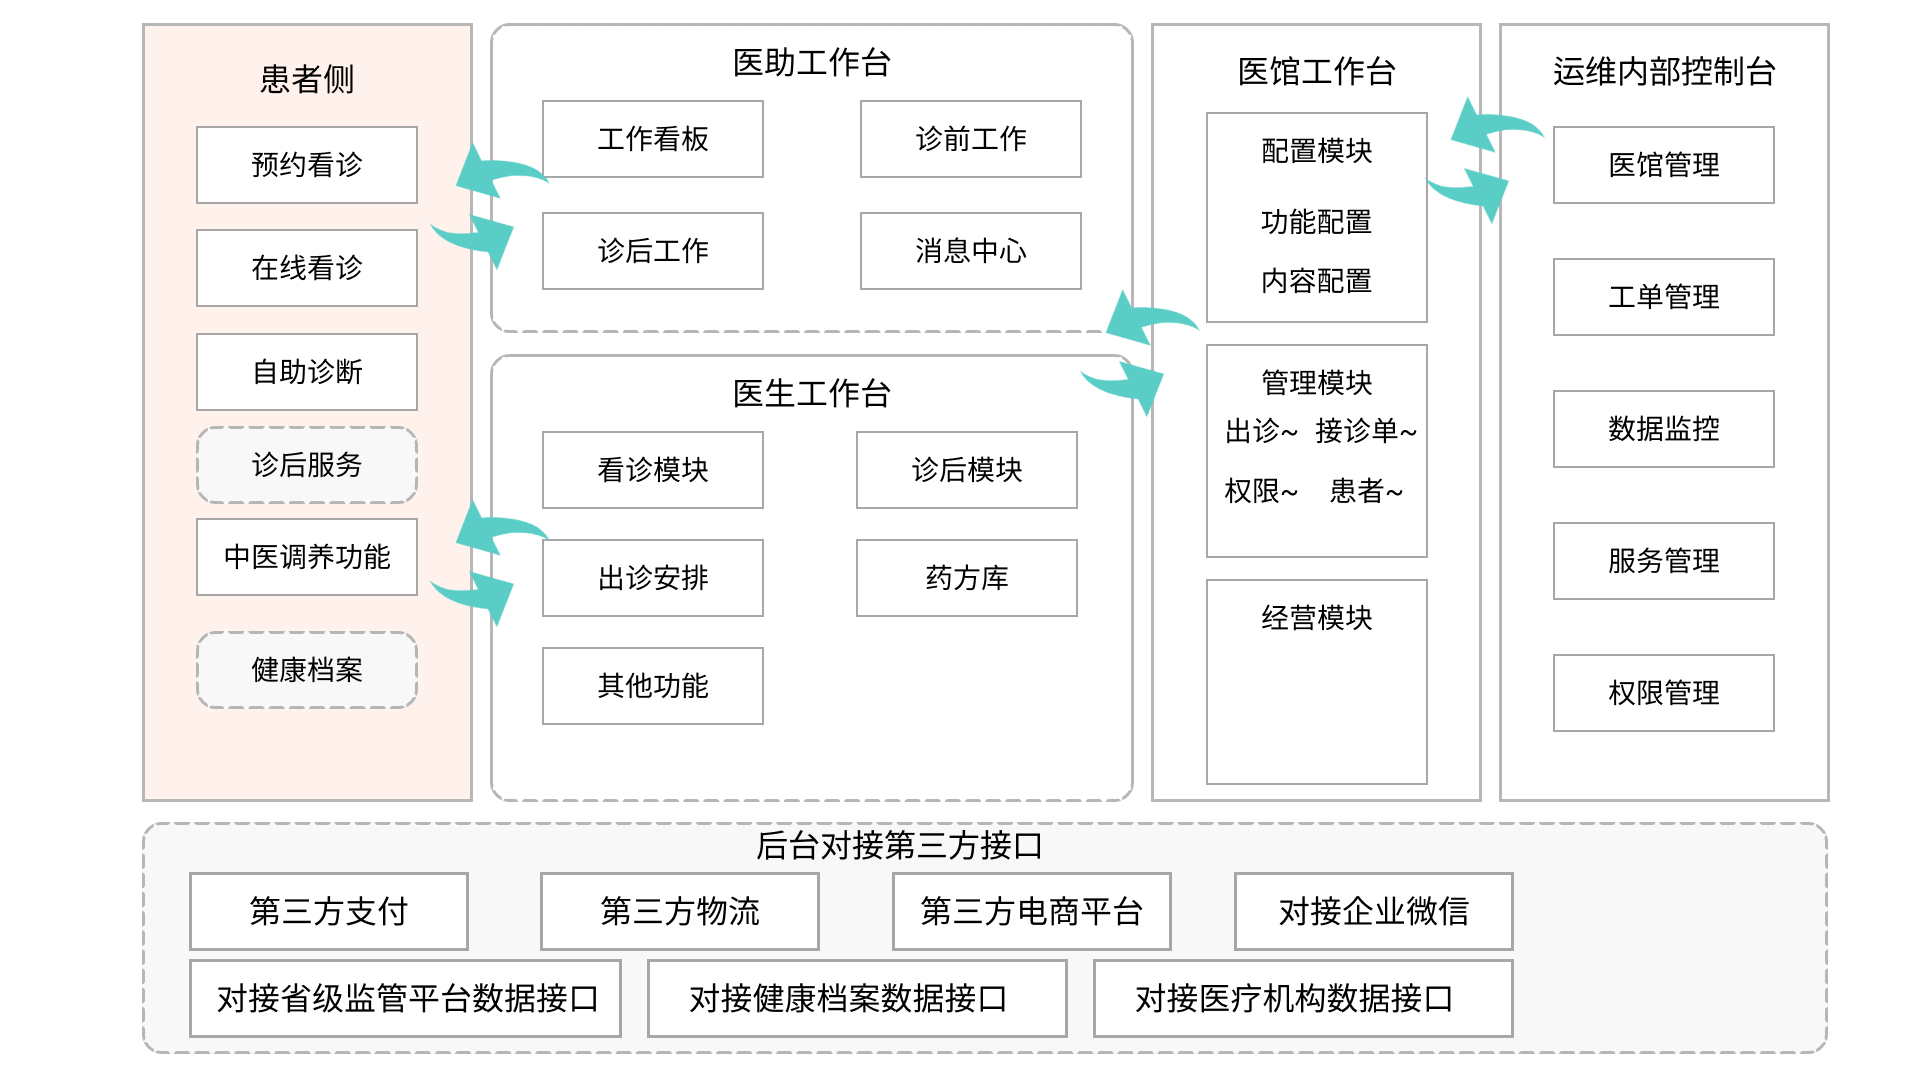 患者侧
预约看诊
在线看诊
自助诊断
诊后服务
中医调养功能
健康档案
医助工作台
工作看板
诊前工作
诊后工作
消息中心
医生工作台
看诊模块
诊后模块
出诊安排
药方库
其他功能
医馆工作台
配置模块
功能配置
内容配置
管理模块
出诊~ 接诊单~
权限~ 患者~
经营模块
运维内部控制台
医馆管理
工单管理
数据监控
服务管理
权限管理
后台对接第三方接口
第三方支付
第三方物流
第三方电商平台
对接企业微信
对接省级监管平台数据接口
对接健康档案数据接口
对接医疗机构数据接口